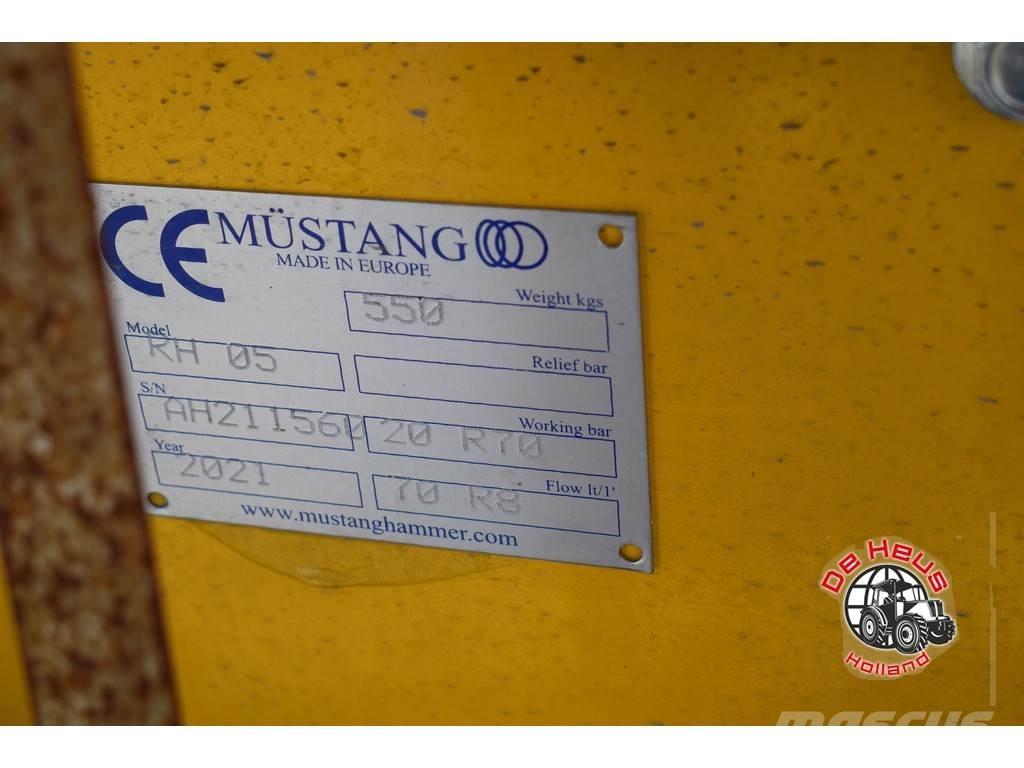 CE MÜSTANG
MADE IN EUROPE
Weight kgs
550
Model
RH 05
Relief bar
S/N
AH211560
Working bar
20 R70
Year
2021
Flow lt/1'
70 R8
www.mustanghammer.com
De Heus
Holland
mascus